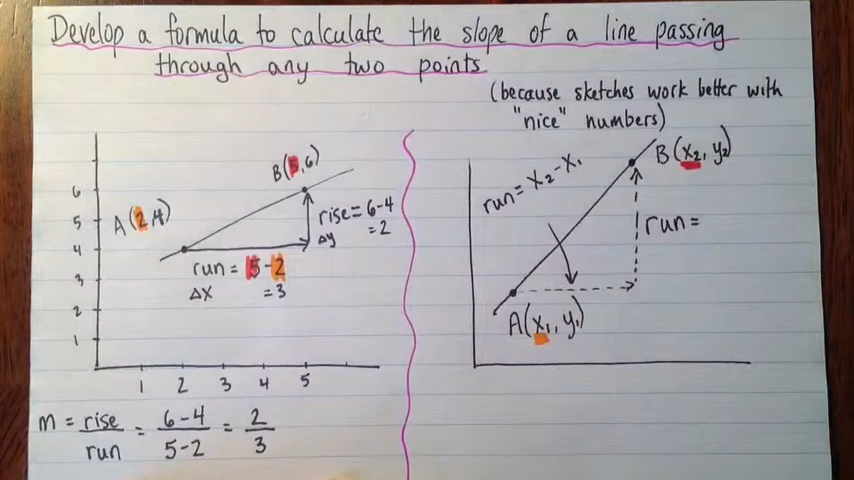 Develop a formula to calculate the slope of a line passing
through any two points
(because sketches work better with
"nice" numbers)
B(5,6)
A(2,4)
rise=6-4
Δy =2
run = 5-2
Δx =3
6
5
4
3
2
1
1 2 3 4 5
m = rise/run = 6-4/5-2 = 2/3
run= x₂-x₁
B(x₂, y₂)
run=
A(x₁, y₁)